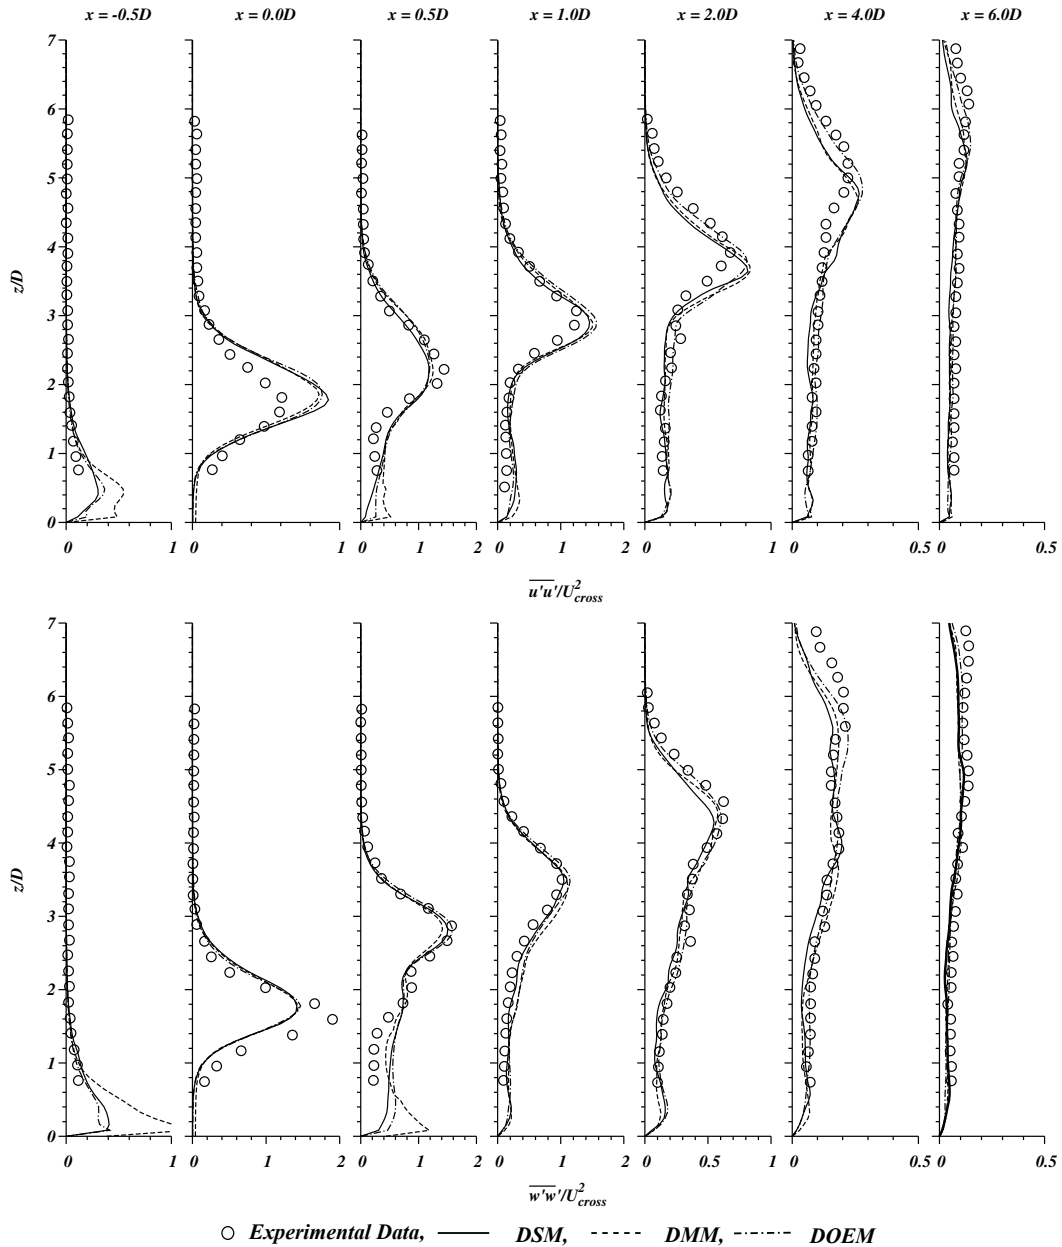 x = -0.5D x = 0.0D x = 0.5D x = 1.0D x = 2.0D x = 4.0D x = 6.0D
7
6
5
4
3
2
1
0
z/D
0 1 0 1 0 1 2 0 1 2 0 1 0 0.5 0 0.5
u'u'/U²cross
7
6
5
4
3
2
1
0
z/D
0 1 0 1 2 0 1 2 0 1 2 0 0.5 1 0 0.5 0 0.5
w'w'/U²cross
Experimental Data, DSM, DMM, DOEM